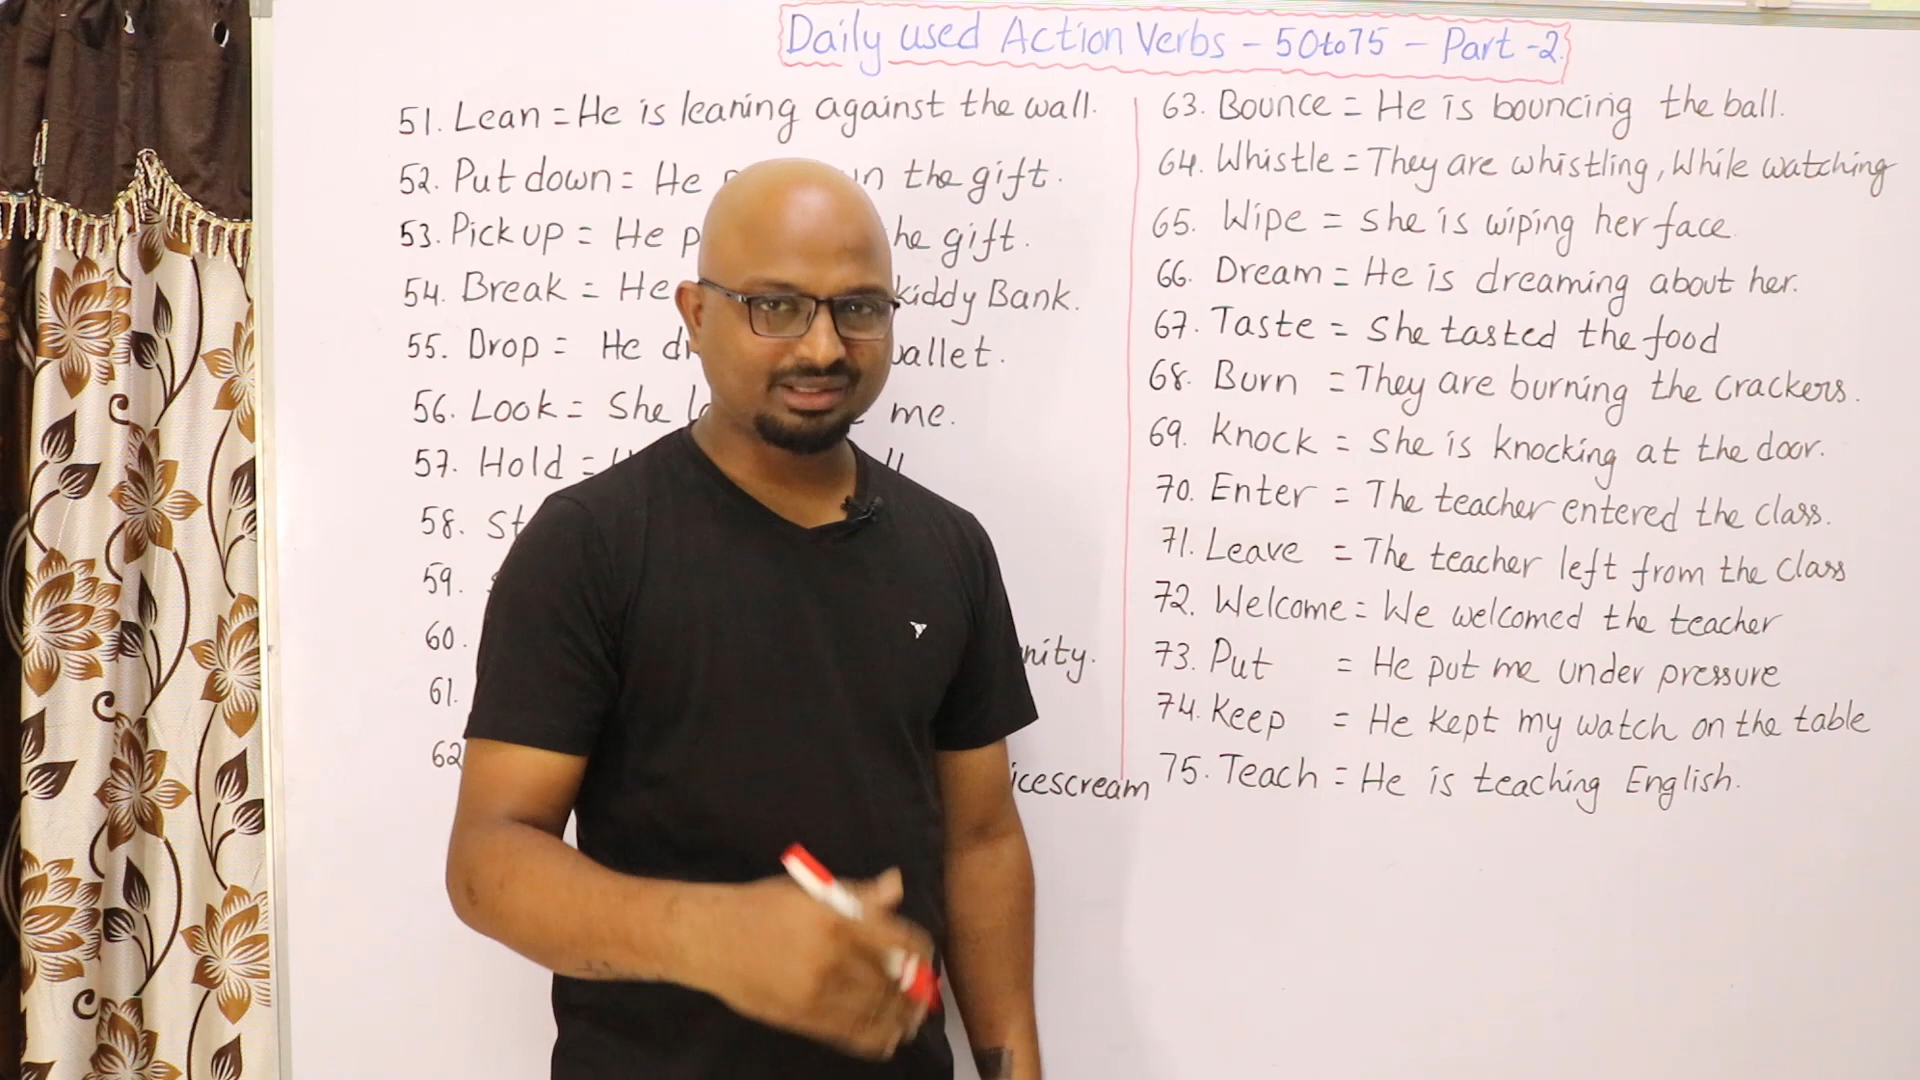 Daily used Action Verbs - 50to75 - Part -2
51. Lean = He is leaning against the wall.
52. Put down = He the gift.
53. Pick up = He gift.
54. Break = He kiddy Bank.
55. Drop = He
56. Look = She me.
57. Hold =
58.
59.
60.
61.
62
icescream
63. Bounce = He is bouncing the ball.
64. Whistle = They are whistling, While watching
65. Wipe = She is wiping her face
66. Dream = He is dreaming about her.
67. Taste = She tasted the food
68. Burn = They are burning the crackers.
69. Knock = She is knocking at the door.
70. Enter = The teacher entered the class.
71. Leave = The teacher left from the class
72. Welcome = We welcomed the teacher
73. Put = He put me under pressure
74. Keep = He kept my watch on the table
75. Teach = He is teaching English.